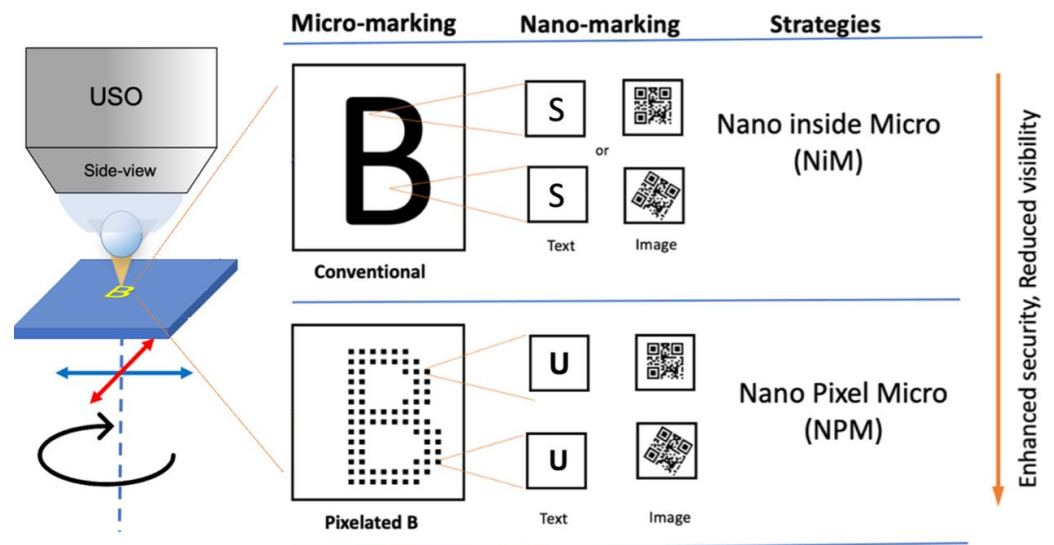 Micro-marking Nano-marking Strategies
USO
Side-view
B
B
S
or
S
Text Image
Conventional
Nano inside Micro
(NiM)
U
U
Text Image
Pixelated B
Nano Pixel Micro
(NPM)
Enhanced security, Reduced visibility